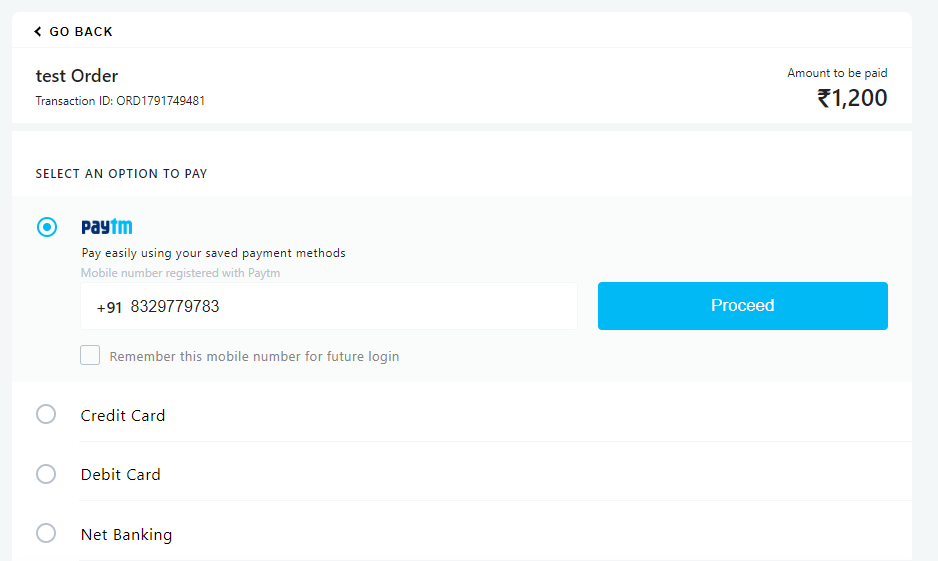 GO BACK
test Order
Amount to be paid
Transaction ID: ORD1791749481
₹1,200
SELECT AN OPTION TO PAY
paytm
Pay easily using your saved payment methods
Mobile number registered with Paytm
+91 8329779783
Proceed
Remember this mobile number for future login
Credit Card
Debit Card
Net Banking